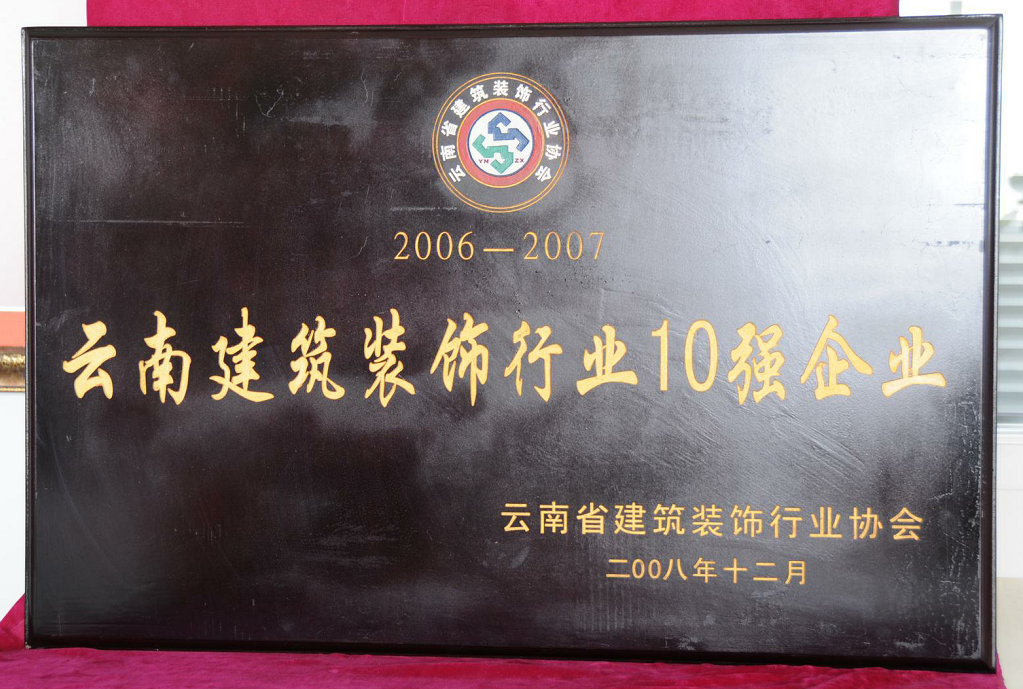 云南省建筑装饰行业协会
YN ZX
2006—2007
云南建筑装饰行业10强企业
云南省建筑装饰行业协会
二00八年十二月